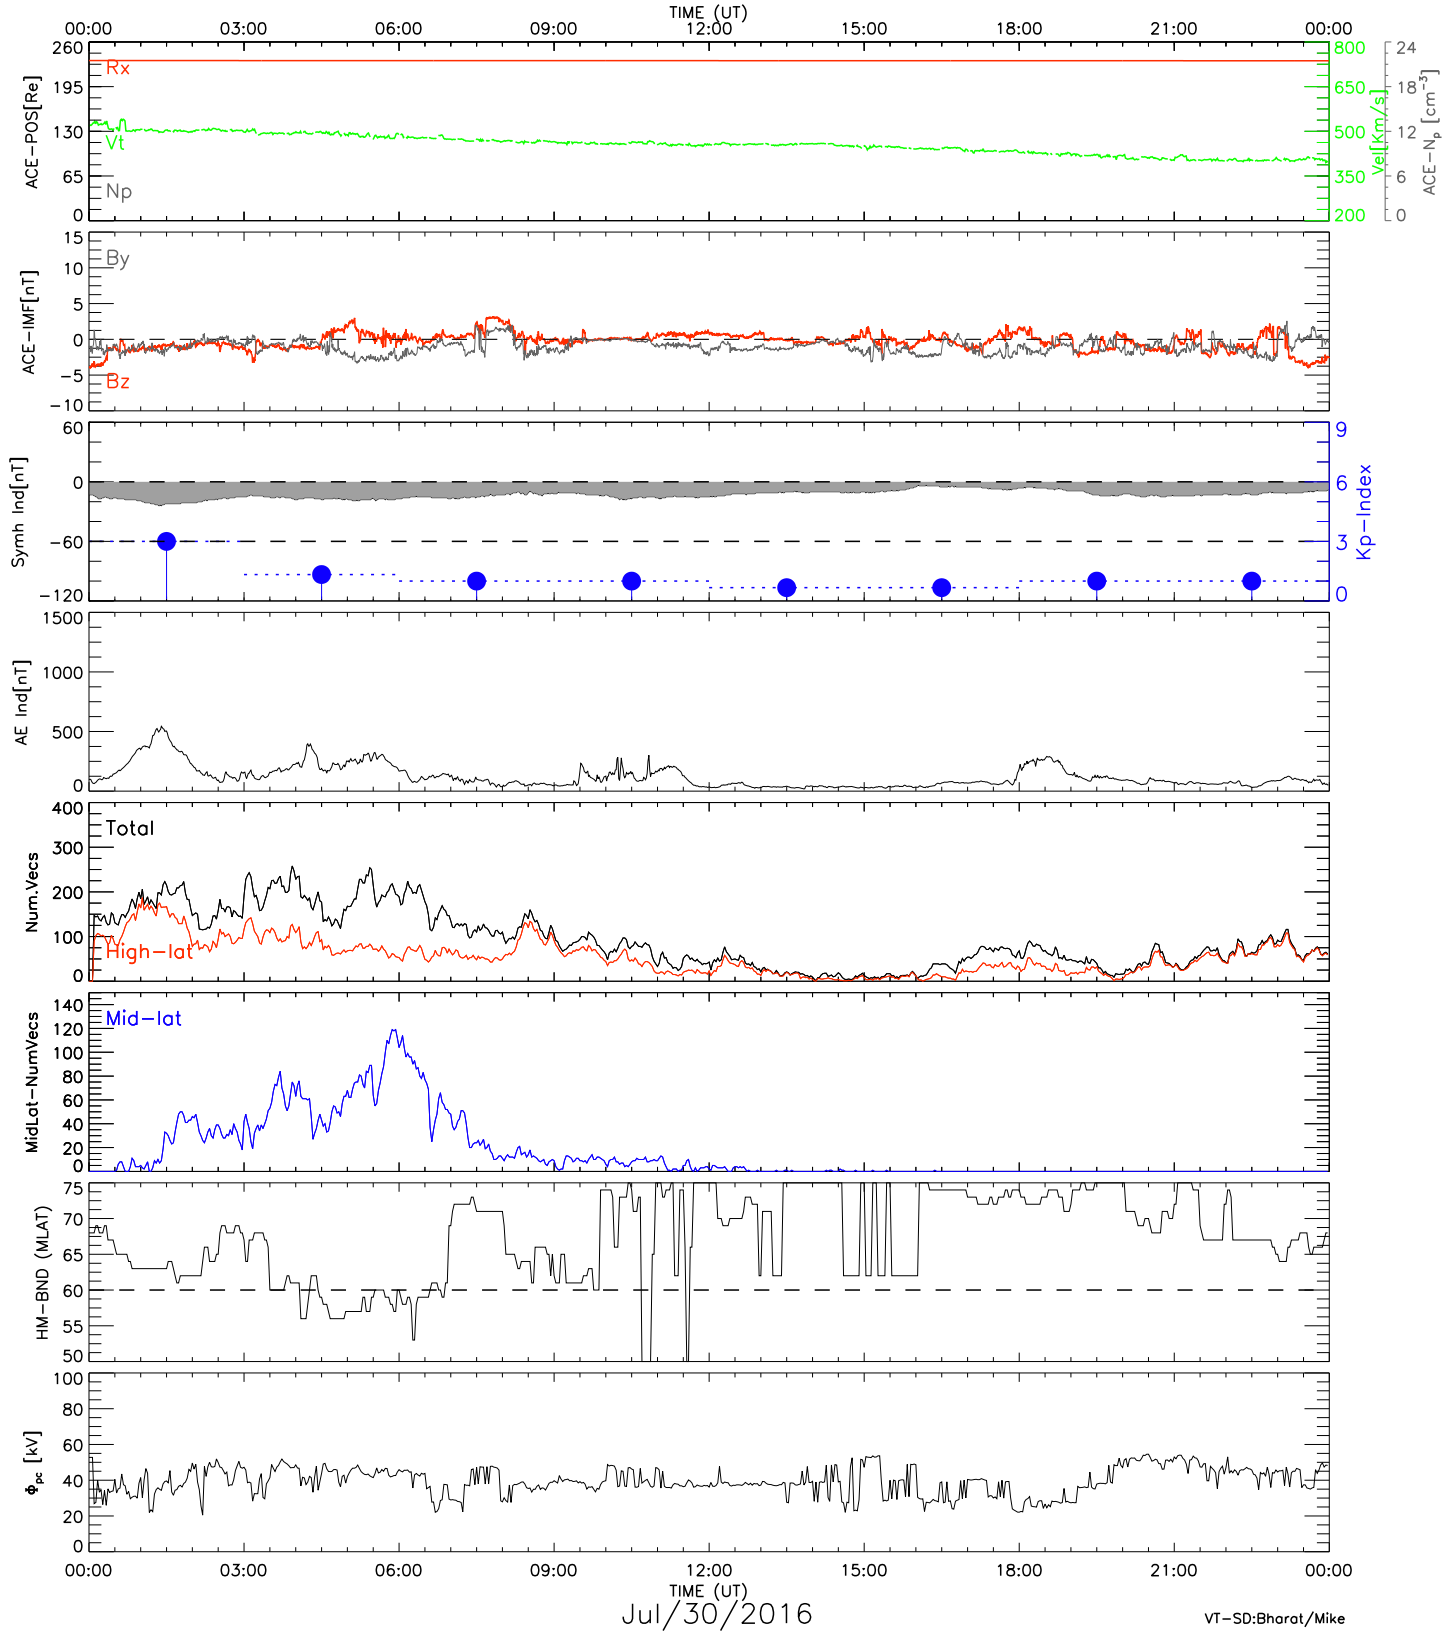 TIME (UT)
00:00 03:00 06:00 09:00 12:00 15:00 18:00 21:00 00:00
ACE-POS[Re]
260
195
130
65
0
Rx
Vt
Np
800
650
500
350
200
Vel[Km/s]
24
18
12
6
0
ACE-Np [cm-3]
ACE-IMF[nT]
15
10
5
0
-5
-10
By
Bz
Symh Ind[nT]
60
0
-60
-120
9
6
3
0
Kp-Index
AE Ind[nT]
1500
1000
500
0
Num.Vecs
400
300
200
100
0
Total
High-lat
MidLat-NumVecs
140
120
100
80
60
40
20
0
Mid-lat
HM-BND (MLAT)
75
70
65
60
55
50
Φpc [kV]
100
80
60
40
20
0
00:00 03:00 06:00 09:00 12:00 15:00 18:00 21:00 00:00
TIME (UT)
Jul/30/2016
VT-SD:Bharat/Mike